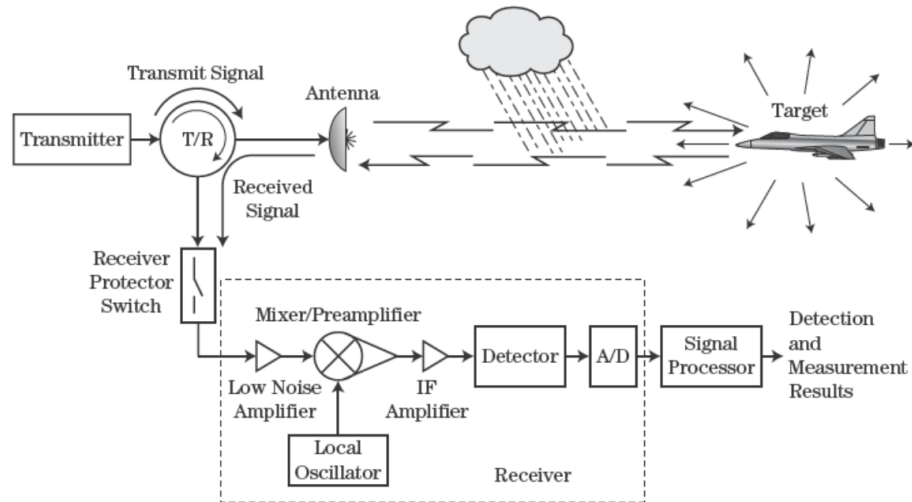 Transmit Signal
Antenna
Target
Transmitter
T/R
Received
Signal
Receiver
Protector
Switch
Mixer/Preamplifier
Detector
A/D
Signal
Processor
Detection
and
Measurement
Results
Low Noise
Amplifier
IF
Amplifier
Local
Oscillator
Receiver